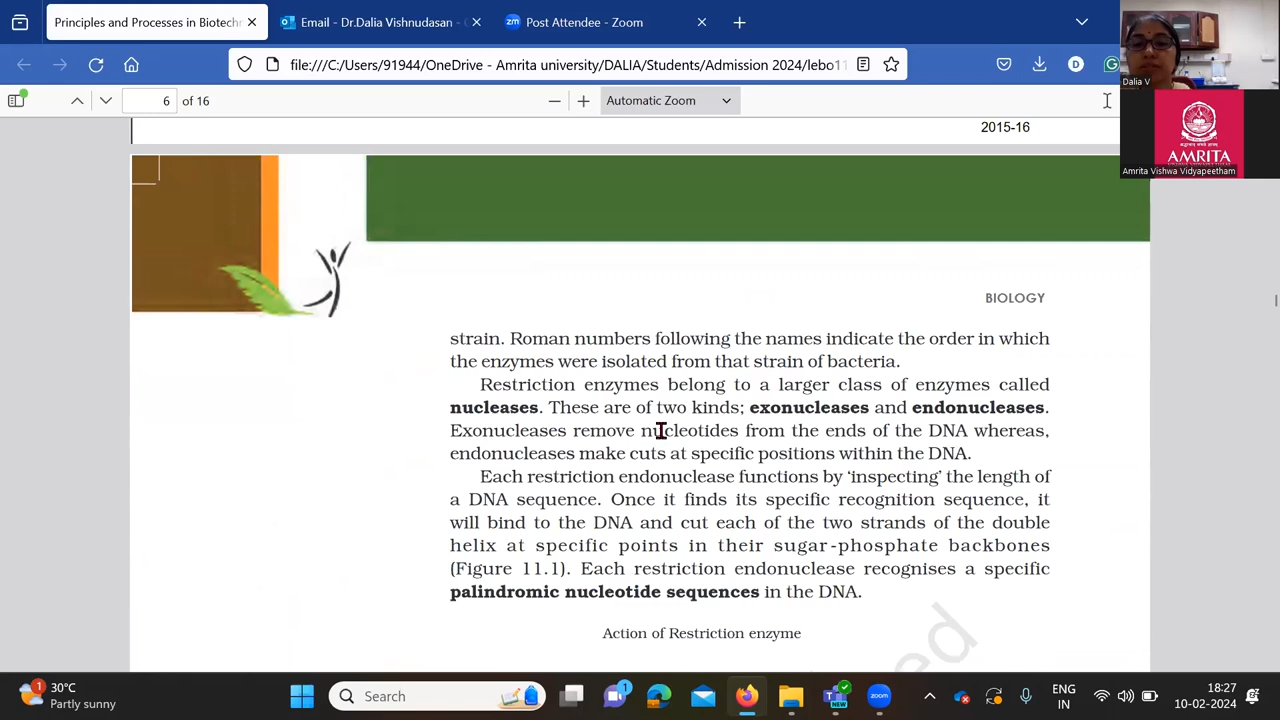 Principles and Processes in Biotechn
Email - Dr.Dalia Vishnudasan -
Post Attendee - Zoom
file:///C:/Users/91944/OneDrive - Amrita university/DALIA/Students/Admission 2024/lebo11
D
6 of 16
Automatic Zoom
Dalia V
AMRITA
Amrita Vishwa Vidyapeetham
2015-16
BIOLOGY
strain. Roman numbers following the names indicate the order in which
the enzymes were isolated from that strain of bacteria.
Restriction enzymes belong to a larger class of enzymes called
nucleases. These are of two kinds; exonucleases and endonucleases.
Exonucleases remove nucleotides from the ends of the DNA whereas,
endonucleases make cuts at specific positions within the DNA.
Each restriction endonuclease functions by ‘inspecting’ the length of
a DNA sequence. Once it finds its specific recognition sequence, it
will bind to the DNA and cut each of the two strands of the double
helix at specific points in their sugar-phosphate backbones
(Figure 11.1). Each restriction endonuclease recognises a specific
palindromic nucleotide sequences in the DNA.
Action of Restriction enzyme
1
30°C
Partly sunny
Search
1
NEW
zoom
ENG
IN
18:27
10-02-2024